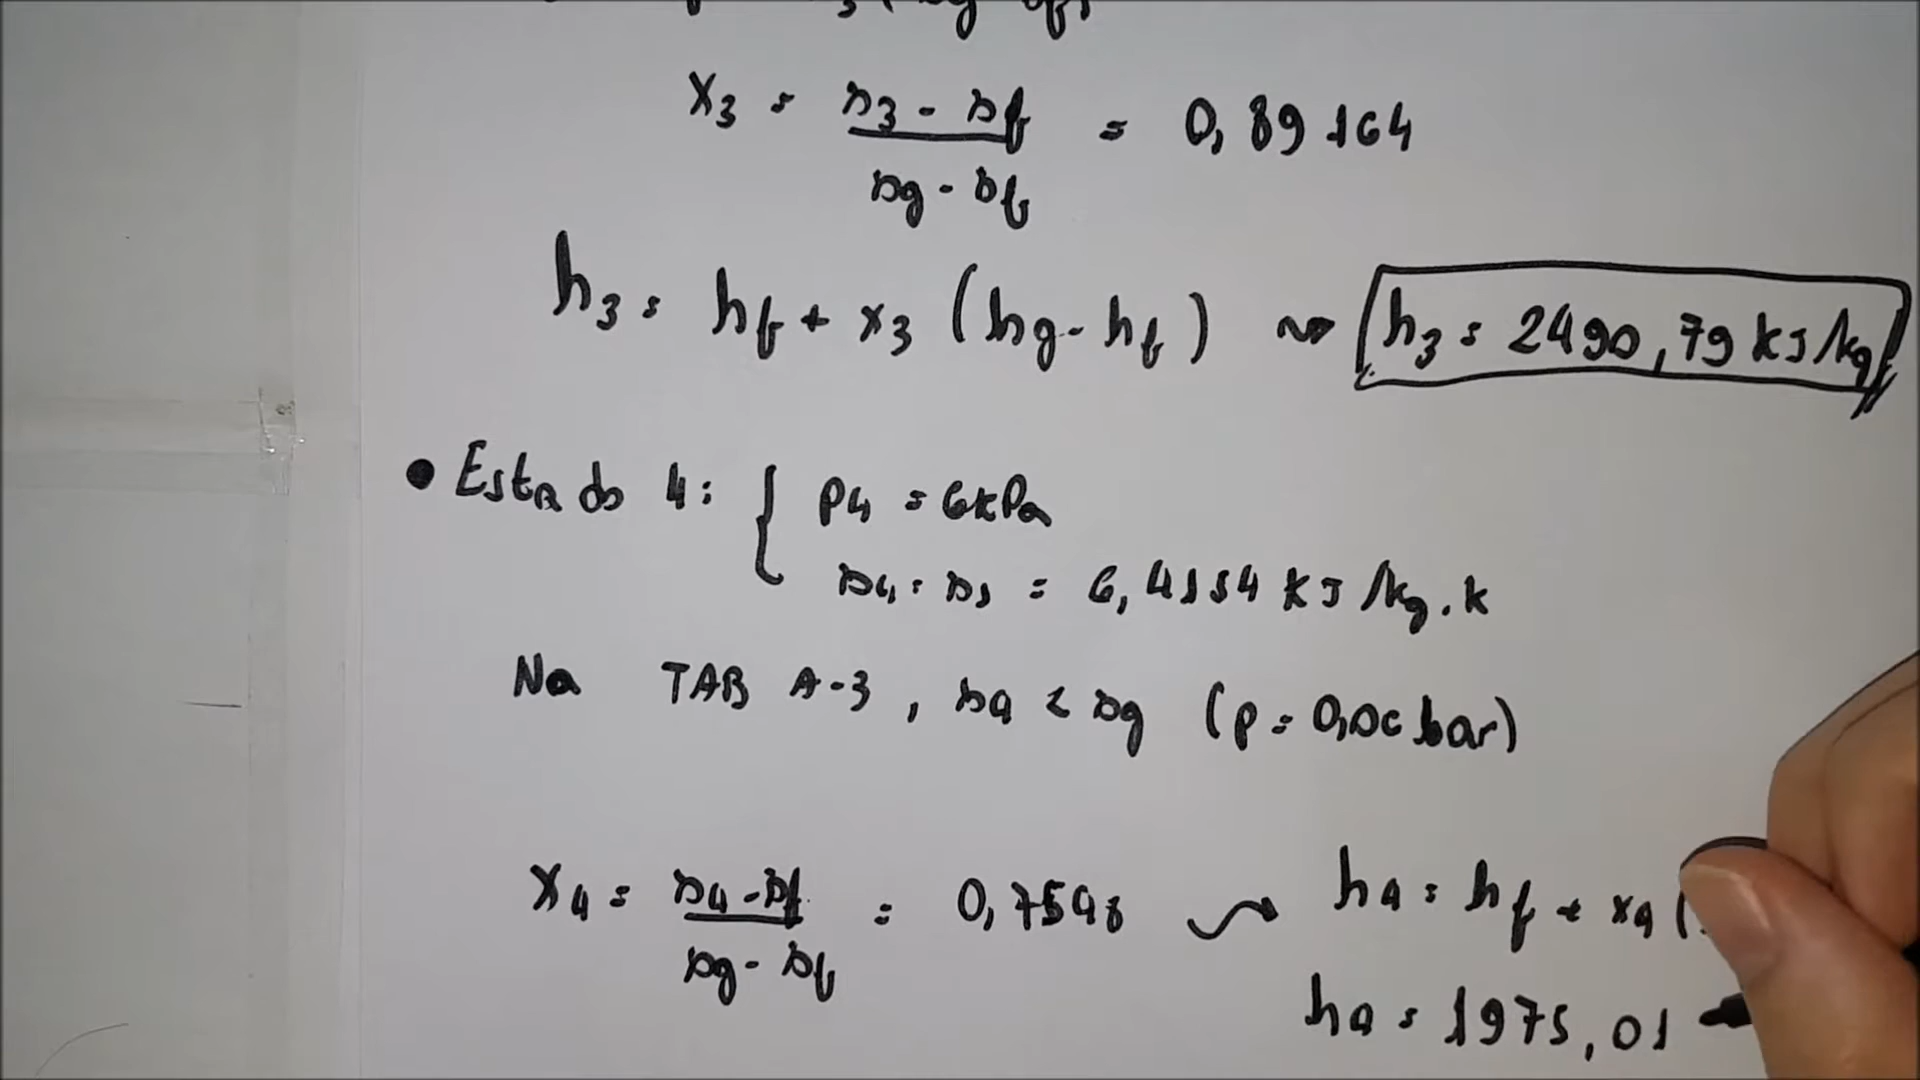 x3 = s3 - sf / sg - sf = 0,89164
h3 = hf + x3 (hg - hf) ⇝ h3 = 2490,79 kJ/kg
• Estado 4: { p4 = 6kPa
s4 = s1 = 6,4154 kJ/kg.k
Na TAB A-3, s4 < sg (p = 0,06 bar)
x4 = s4 - sf / sg - sf = 0,7548 ⇝ h4 = hf + x4 (
h4 = 1975,01